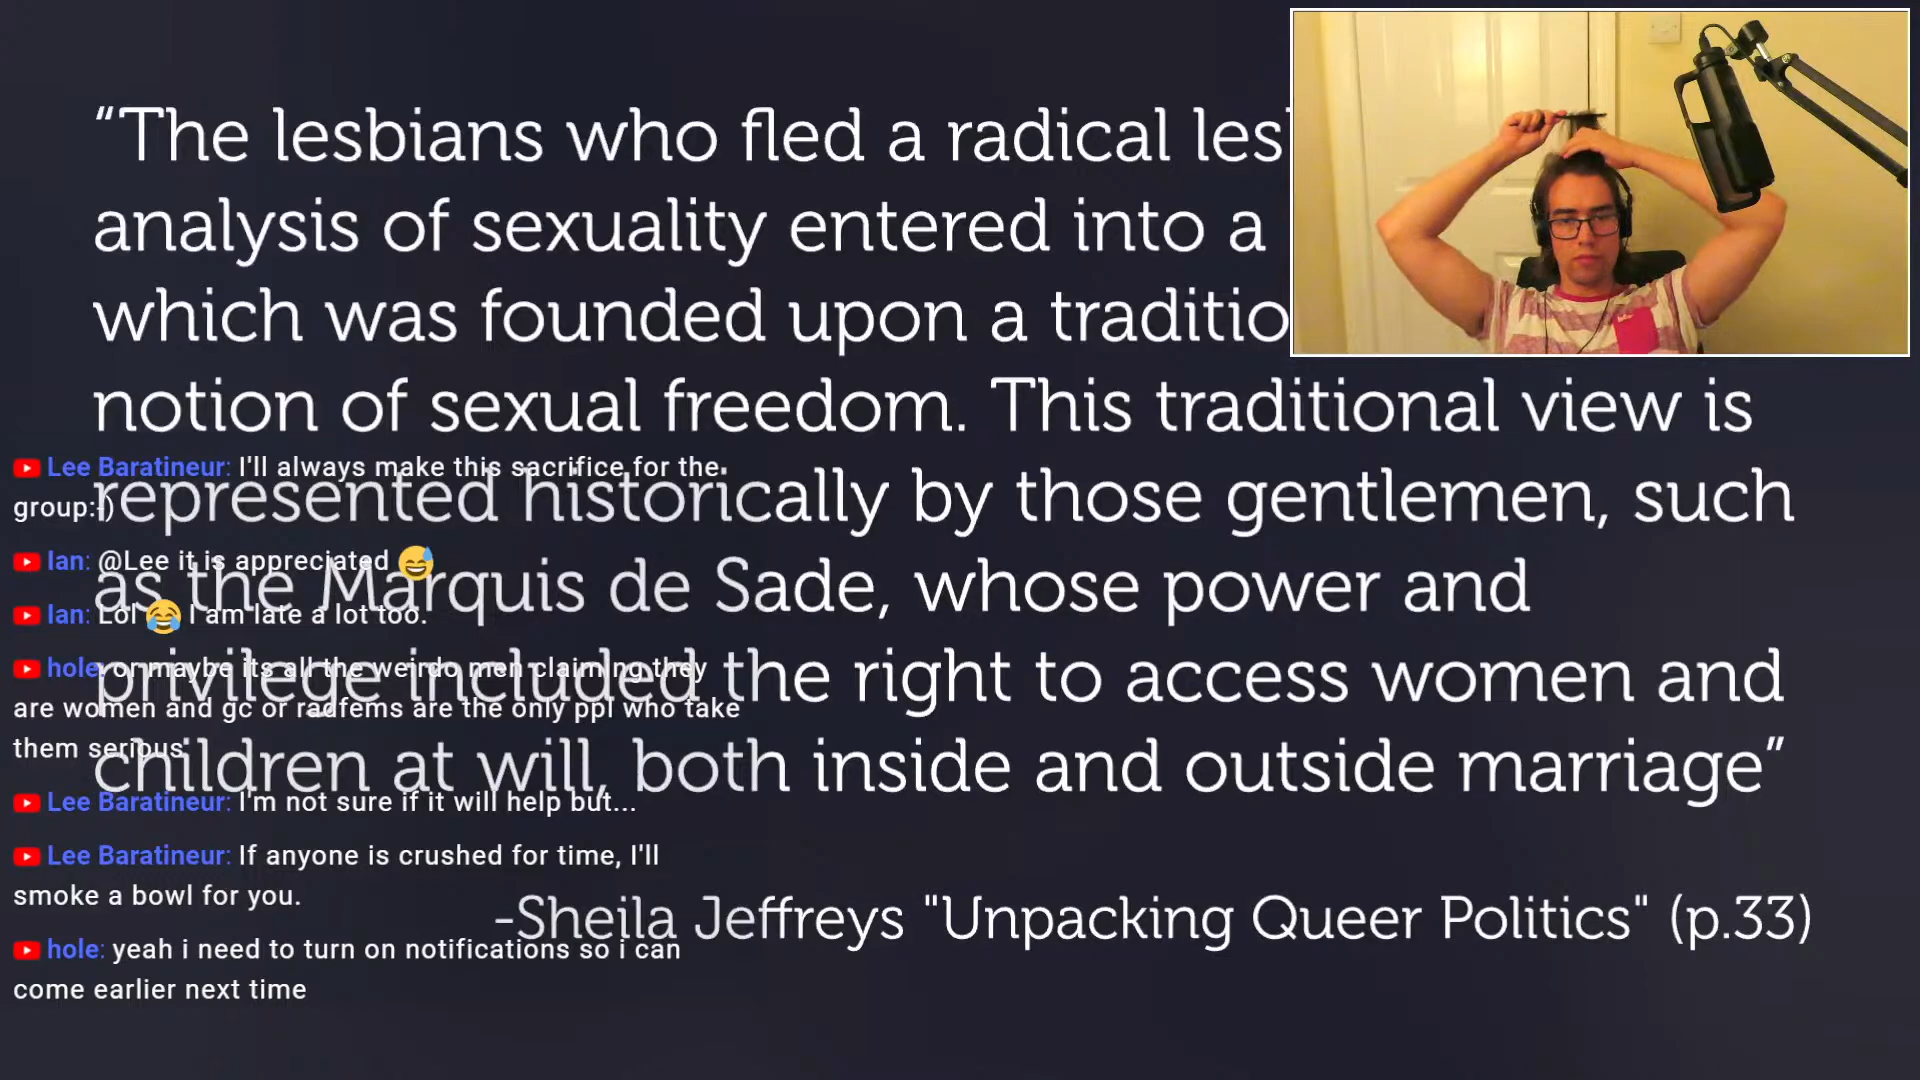 “The lesbians who fled a radical les
analysis of sexuality entered into a
which was founded upon a traditio
notion of sexual freedom. This traditional view is
represented historically by those gentlemen, such
as the Marquis de Sade, whose power and
privilege included the right to access women and
children at will, both inside and outside marriage”
-Sheila Jeffreys "Unpacking Queer Politics" (p.33)
Lee Baratineur: I'll always make this sacrifice for the
group:-)
Ian: @Lee it is appreciated 😅
Ian: Lol 😂 I am late a lot too.
hole: or maybe its all the weirdo men claiming they
are women and gc or radfems are the only ppl who take
them serious
Lee Baratineur: I'm not sure if it will help but...
Lee Baratineur: If anyone is crushed for time, I'll
smoke a bowl for you.
hole: yeah i need to turn on notifications so i can
come earlier next time